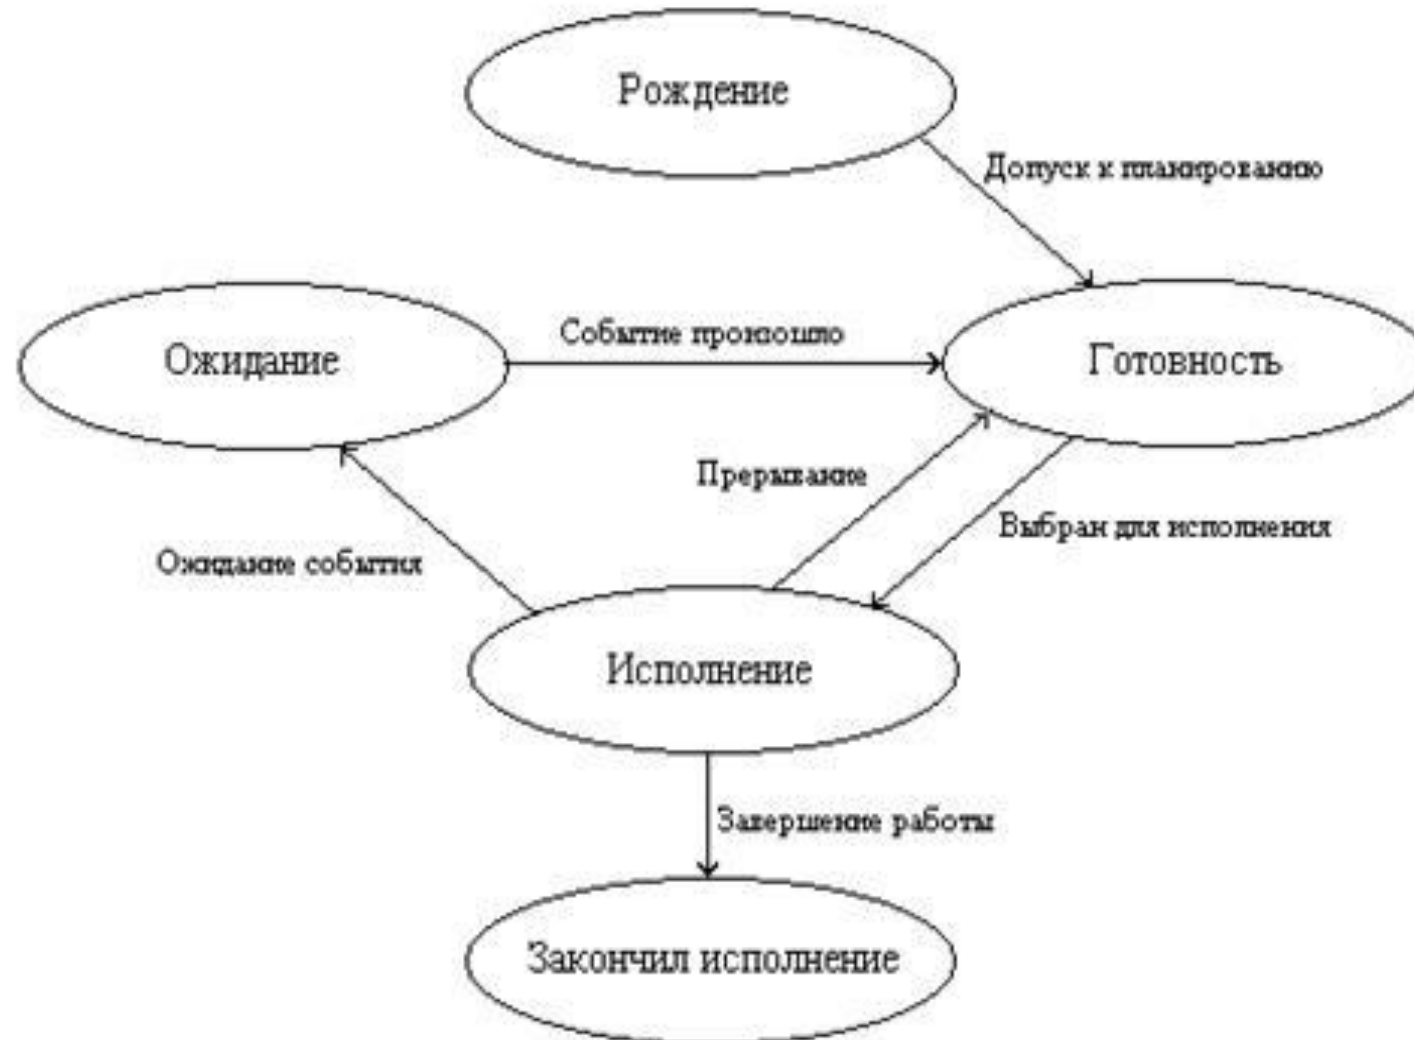 Рождение
Допуск к планированию
Событие произошло
Ожидание
Готовность
Прерывание
Выбран для исполнения
Ожидание события
Исполнение
Завершение работы
Закончил исполнение